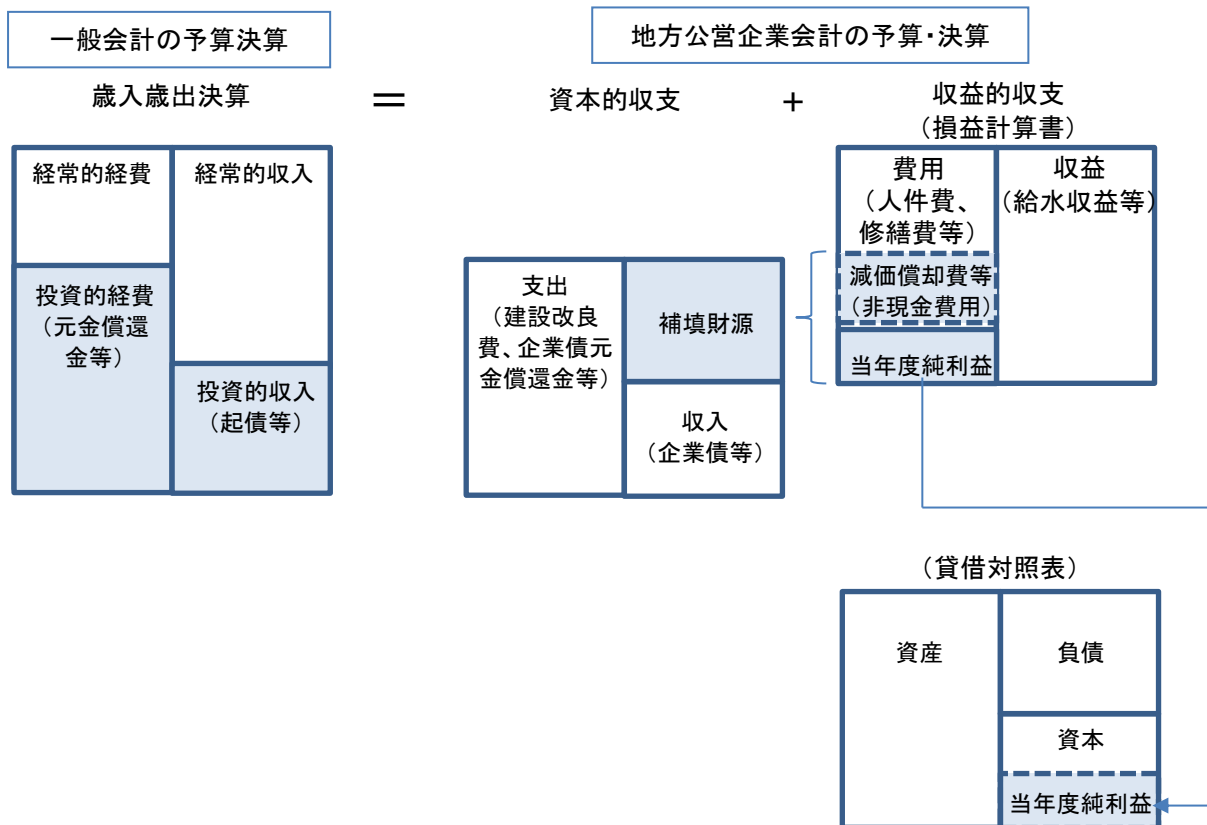 一般会計の予算決算
地方公営企業会計の予算・決算
歳入歳出決算
＝
資本的収支
+
収益的収支
（損益計算書）
経常的経費
経常的収入
投資的経費
（元金償還
金等）
投資的収入
（起債等）
支出
（建設改良
費、企業債元
金償還金等）
補填財源
収入
（企業債等）
費用
（人件費、
修繕費等）
収益
（給水収益等）
減価償却費等
（非現金費用）
当年度純利益
（貸借対照表）
資産
負債
資本
当年度純利益